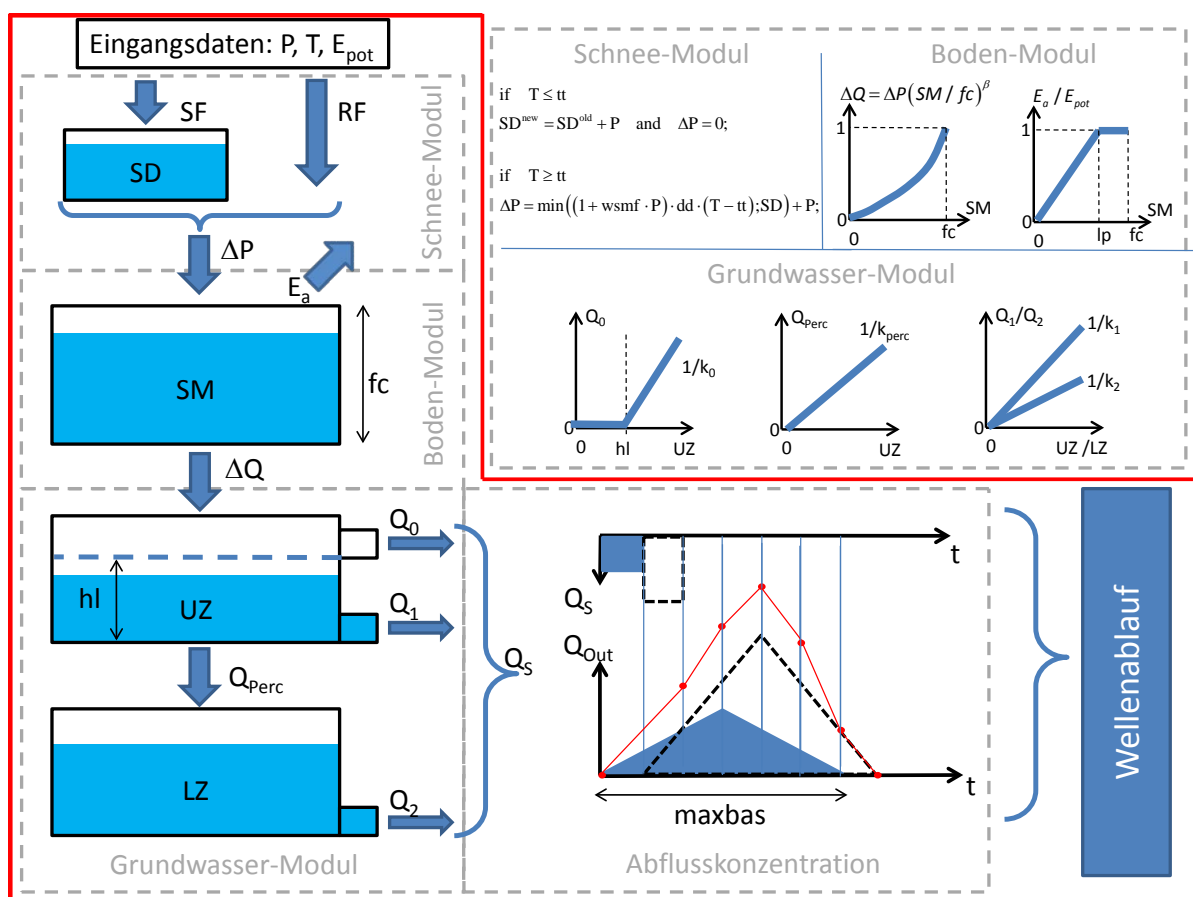 Eingangsdaten: P, T, E_pot
SF
RF
SD
ΔP
E_a
Schnee-Modul
SM
fc
Boden-Modul
ΔQ
Q_0
hl
UZ
Q_1
Q_Perc
Q_S
LZ
Q_2
Grundwasser-Modul
Schnee-Modul
if T ≤ tt
SD^new = SD^old + P and ΔP = 0;
if T ≥ tt
ΔP = min((1 + wsmf · P) · dd · (T − tt);SD) + P;
Boden-Modul
ΔQ = ΔP(SM / fc)^β
1
0
fc
SM
E_a / E_pot
1
0
lp
fc
SM
Grundwasser-Modul
Q_0
1/k_0
0
0
hl
UZ
Q_Perc
1/k_perc
0
0
UZ
Q_1/Q_2
1/k_1
1/k_2
0
0
UZ /LZ
t
Q_S
Q_Out
t
maxbas
Abflusskonzentration
Wellenablauf